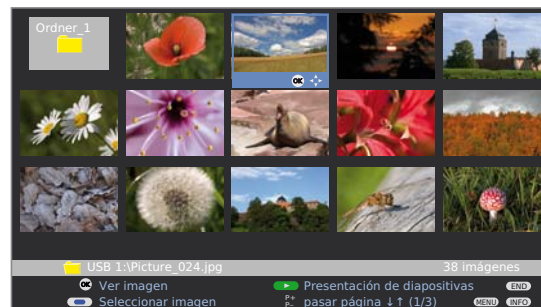 Ordner_1
OK
USB 1:\Picture_024.jpg 38 imágenes
OK Ver imagen Presentación de diapositivas END
Seleccionar imagen P+ P- pasar página ↓↑ (1/3) MENU INFO